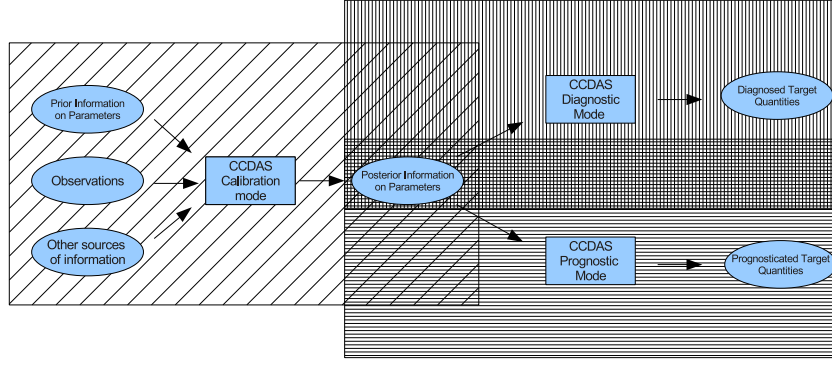 Prior Information
on Parameters
Observations
Other sources
of information
CCDAS
Calibration
mode
Posterior Information
on Parameters
CCDAS
Diagnostic
Mode
Diagnosed Target
Quantities
CCDAS
Prognostic
Mode
Prognosticated Target
Quantities